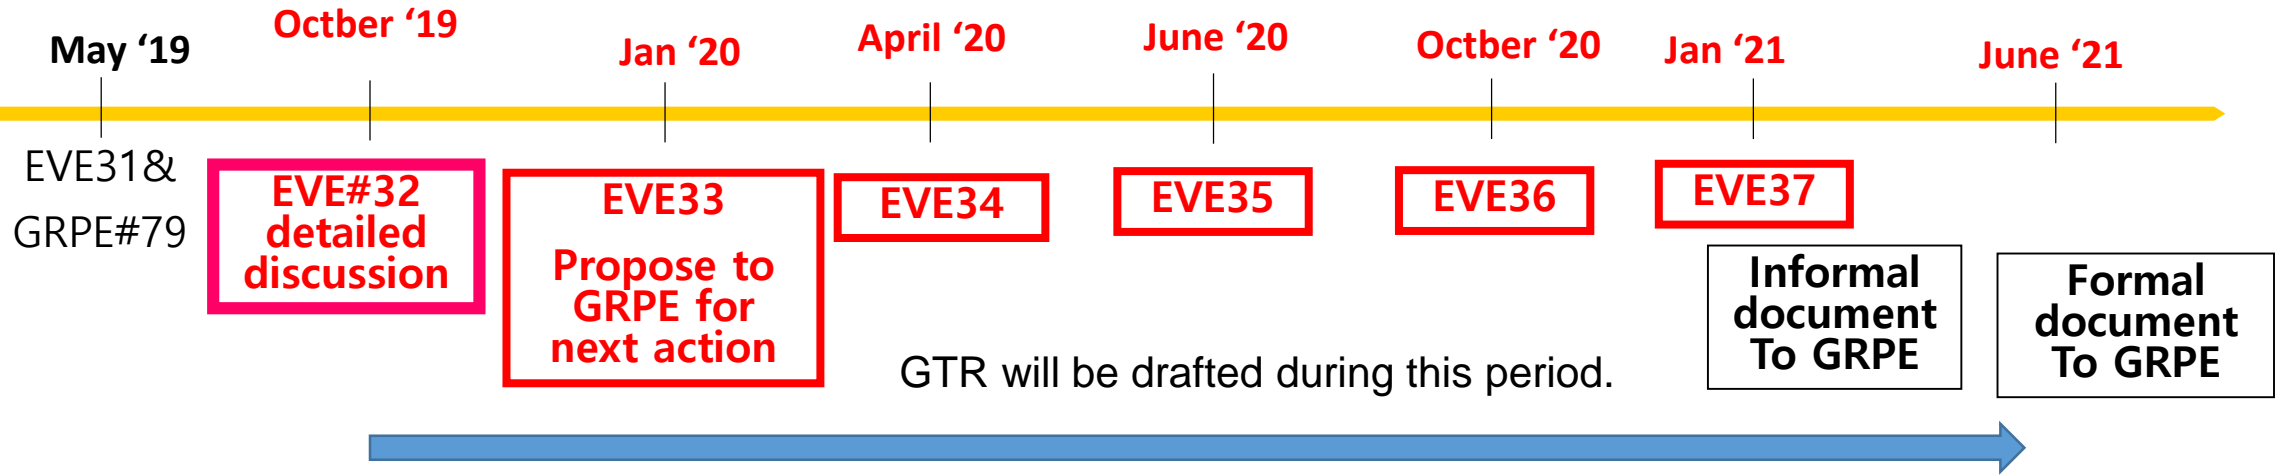 May ‘19
Octber ‘19
Jan ‘20
April ‘20
June ‘20
Octber ‘20
Jan ‘21
June ‘21
EVE31&
GRPE#79
EVE#32
detailed
discussion
EVE33
Propose to
GRPE for
next action
EVE34
EVE35
EVE36
EVE37
Informal
document
To GRPE
Formal
document
To GRPE
GTR will be drafted during this period.